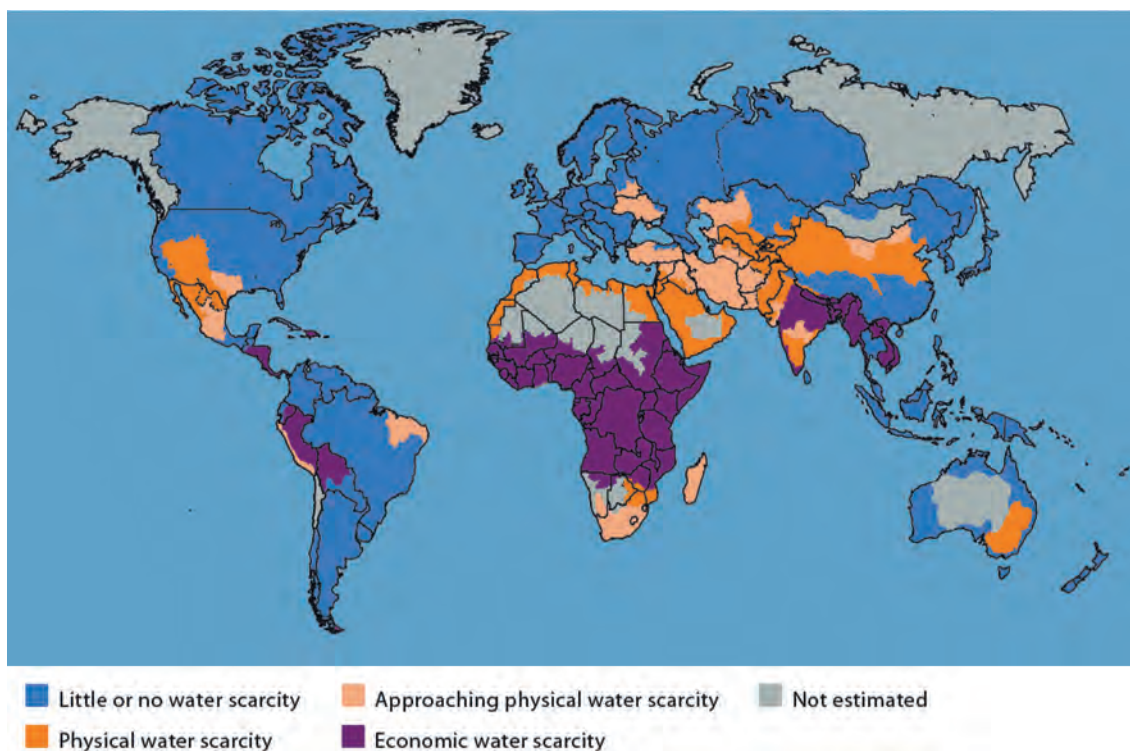 Little or no water scarcity
Approaching physical water scarcity
Not estimated
Physical water scarcity
Economic water scarcity